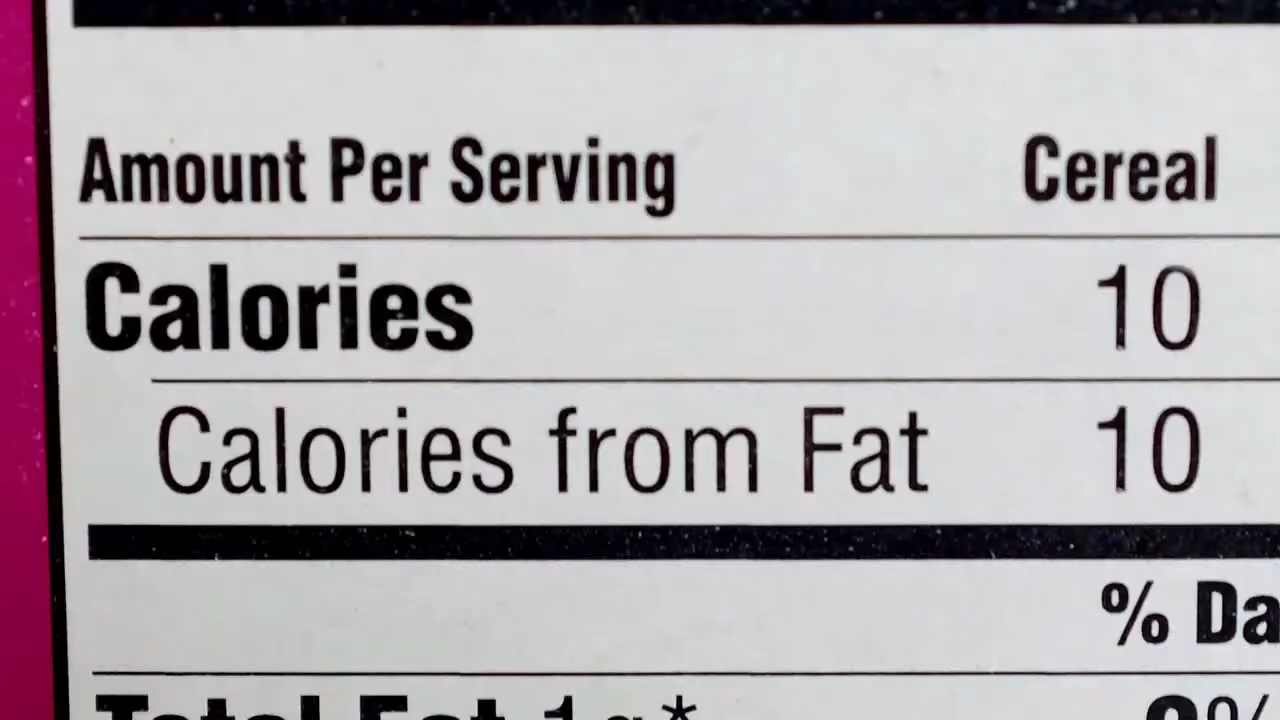 Amount Per Serving Cereal
Calories 10
Calories from Fat 10
% Da
Total Fat 1g*